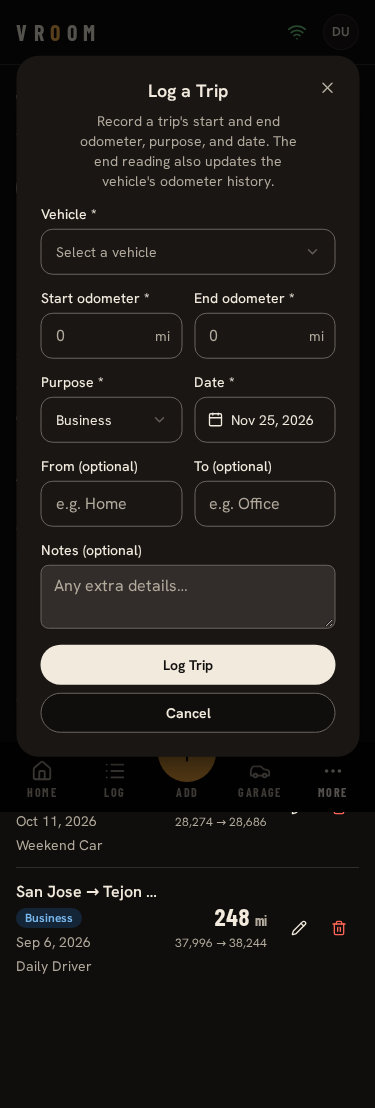 VROOM
DU
Log a Trip
Record a trip's start and end
odometer, purpose, and date. The
end reading also updates the
vehicle's odometer history.
Vehicle *
Select a vehicle
Start odometer *
End odometer *
0 mi
0 mi
Purpose *
Date *
Business
Nov 25, 2026
From (optional)
To (optional)
e.g. Home
e.g. Office
Notes (optional)
Any extra details...
Log Trip
Cancel
HOME
LOG
ADD
GARAGE
MORE
Oct 11, 2026
28,274 → 28,686
Weekend Car
San Jose → Tejon ...
Business
248 mi
Sep 6, 2026
37,996 → 38,244
Daily Driver